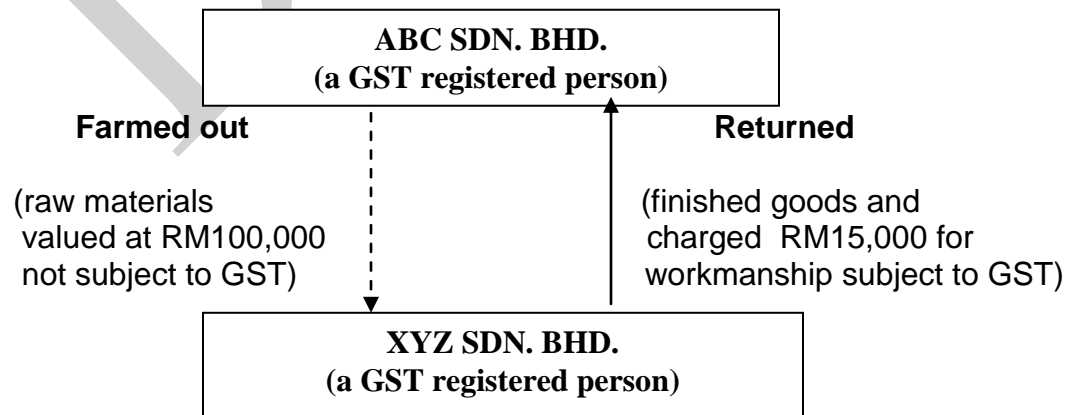 ABC SDN. BHD.
(a GST registered person)
Farmed out
Returned
(raw materials
valued at RM100,000
not subject to GST)
(finished goods and
charged RM15,000 for
workmanship subject to GST)
XYZ SDN. BHD.
(a GST registered person)